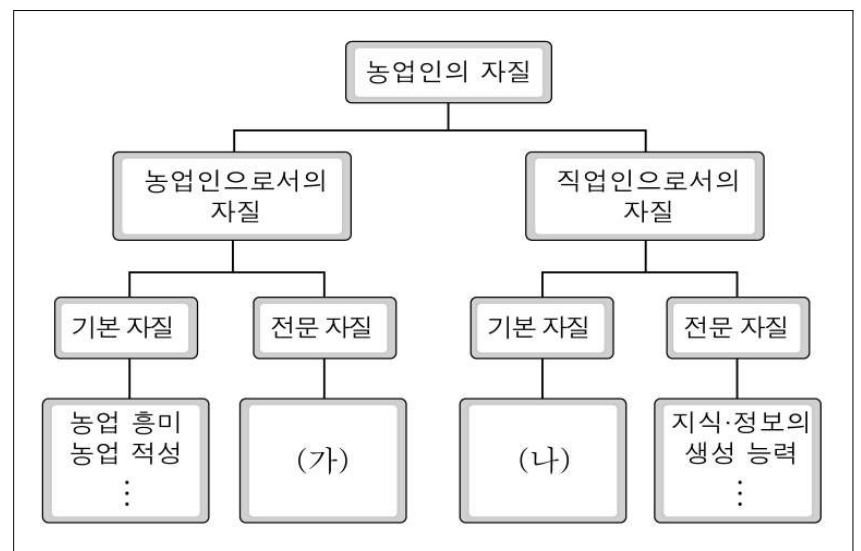 농업인의 자질
농업인으로서의
자질
직업인으로서의
자질
기본 자질
전문 자질
기본 자질
전문 자질
농업 흥미
농업 적성
⋮
(가)
(나)
지식·정보의
생성 능력
⋮